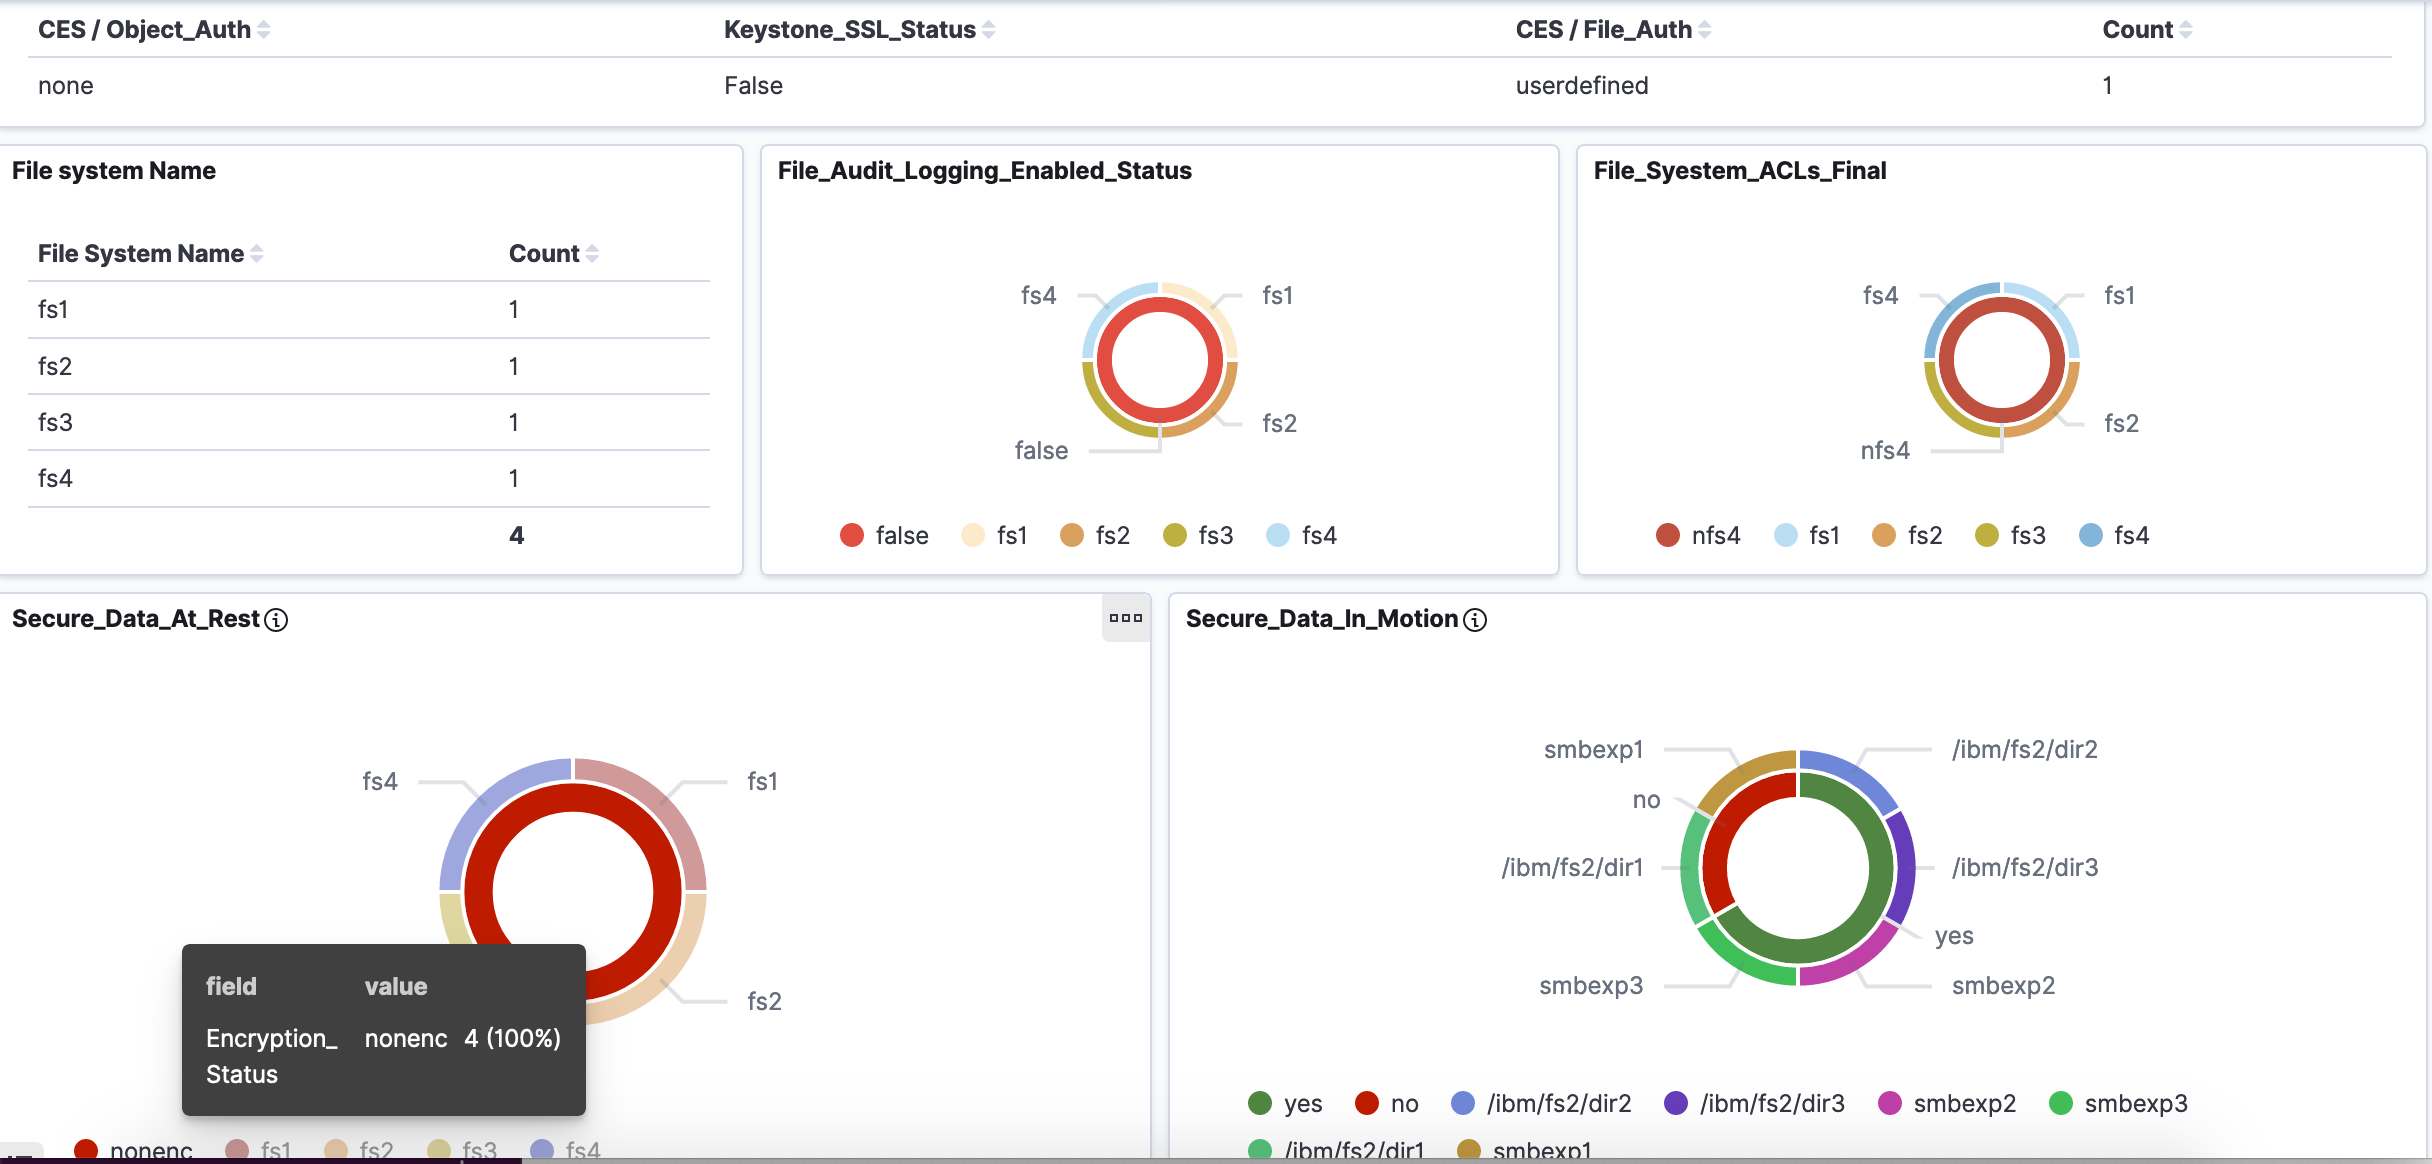 CES / Object_Auth Keystone_SSL_Status CES / File_Auth Count
none False userdefined 1
File system Name
File System Name Count
fs1 1
fs2 1
fs3 1
fs4 1
4
File_Audit_Logging_Enabled_Status
fs4 fs1
fs2
false
false fs1 fs2 fs3 fs4
File_Syestem_ACLs_Final
fs4 fs1
fs2
nfs4
nfs4 fs1 fs2 fs3 fs4
Secure_Data_At_Rest
fs4 fs1
fs2
field value
Encryption_ nonenc 4 (100%)
Status
nonenc fs1 fs2 fs3 fs4
Secure_Data_In_Motion
smbexp1 /ibm/fs2/dir2
no
/ibm/fs2/dir1 /ibm/fs2/dir3
yes
smbexp3 smbexp2
yes no /ibm/fs2/dir2 /ibm/fs2/dir3 smbexp2 smbexp3
/ibm/fs2/dir1 smbexp1